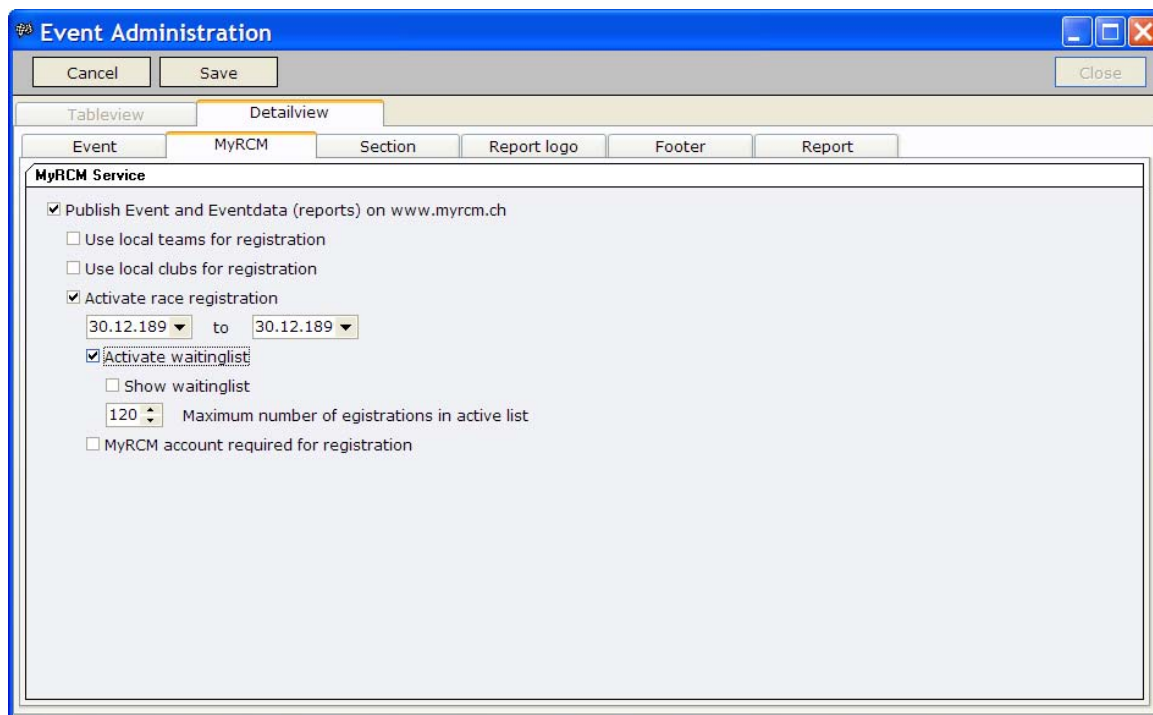 Event Administration
Cancel Save Close
Tableview Detailview
Event MyRCM Section Report logo Footer Report
MyRCM Service
Publish Event and Eventdata (reports) on www.myrcm.ch
Use local teams for registration
Use local clubs for registration
Activate race registration
30.12.189 to 30.12.189
Activate waitinglist
Show waitinglist
120 Maximum number of egistrations in active list
MyRCM account required for registration